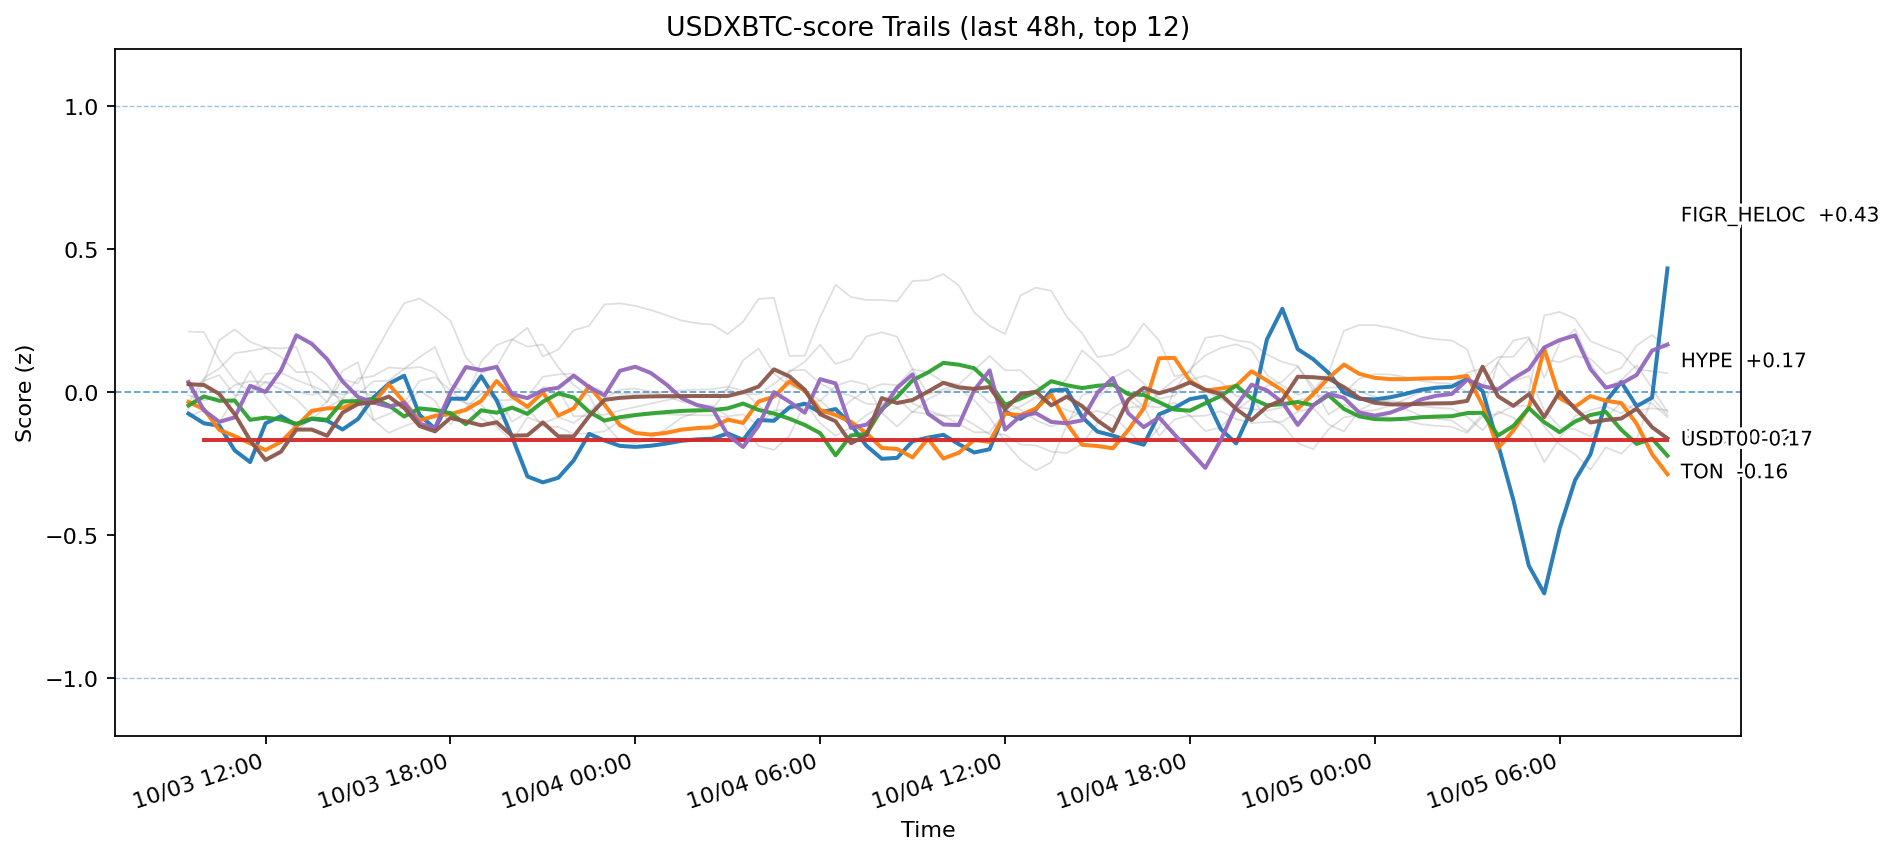 USDXBTC-score Trails (last 48h, top 12)
Score (z)
1.0
0.5
0.0
−0.5
−1.0
FIGR_HELOC +0.43
HYPE +0.17
USDT0 -0.17
TON -0.16
10/03 12:00
10/03 18:00
10/04 00:00
10/04 06:00
10/04 12:00
10/04 18:00
10/05 00:00
10/05 06:00
Time